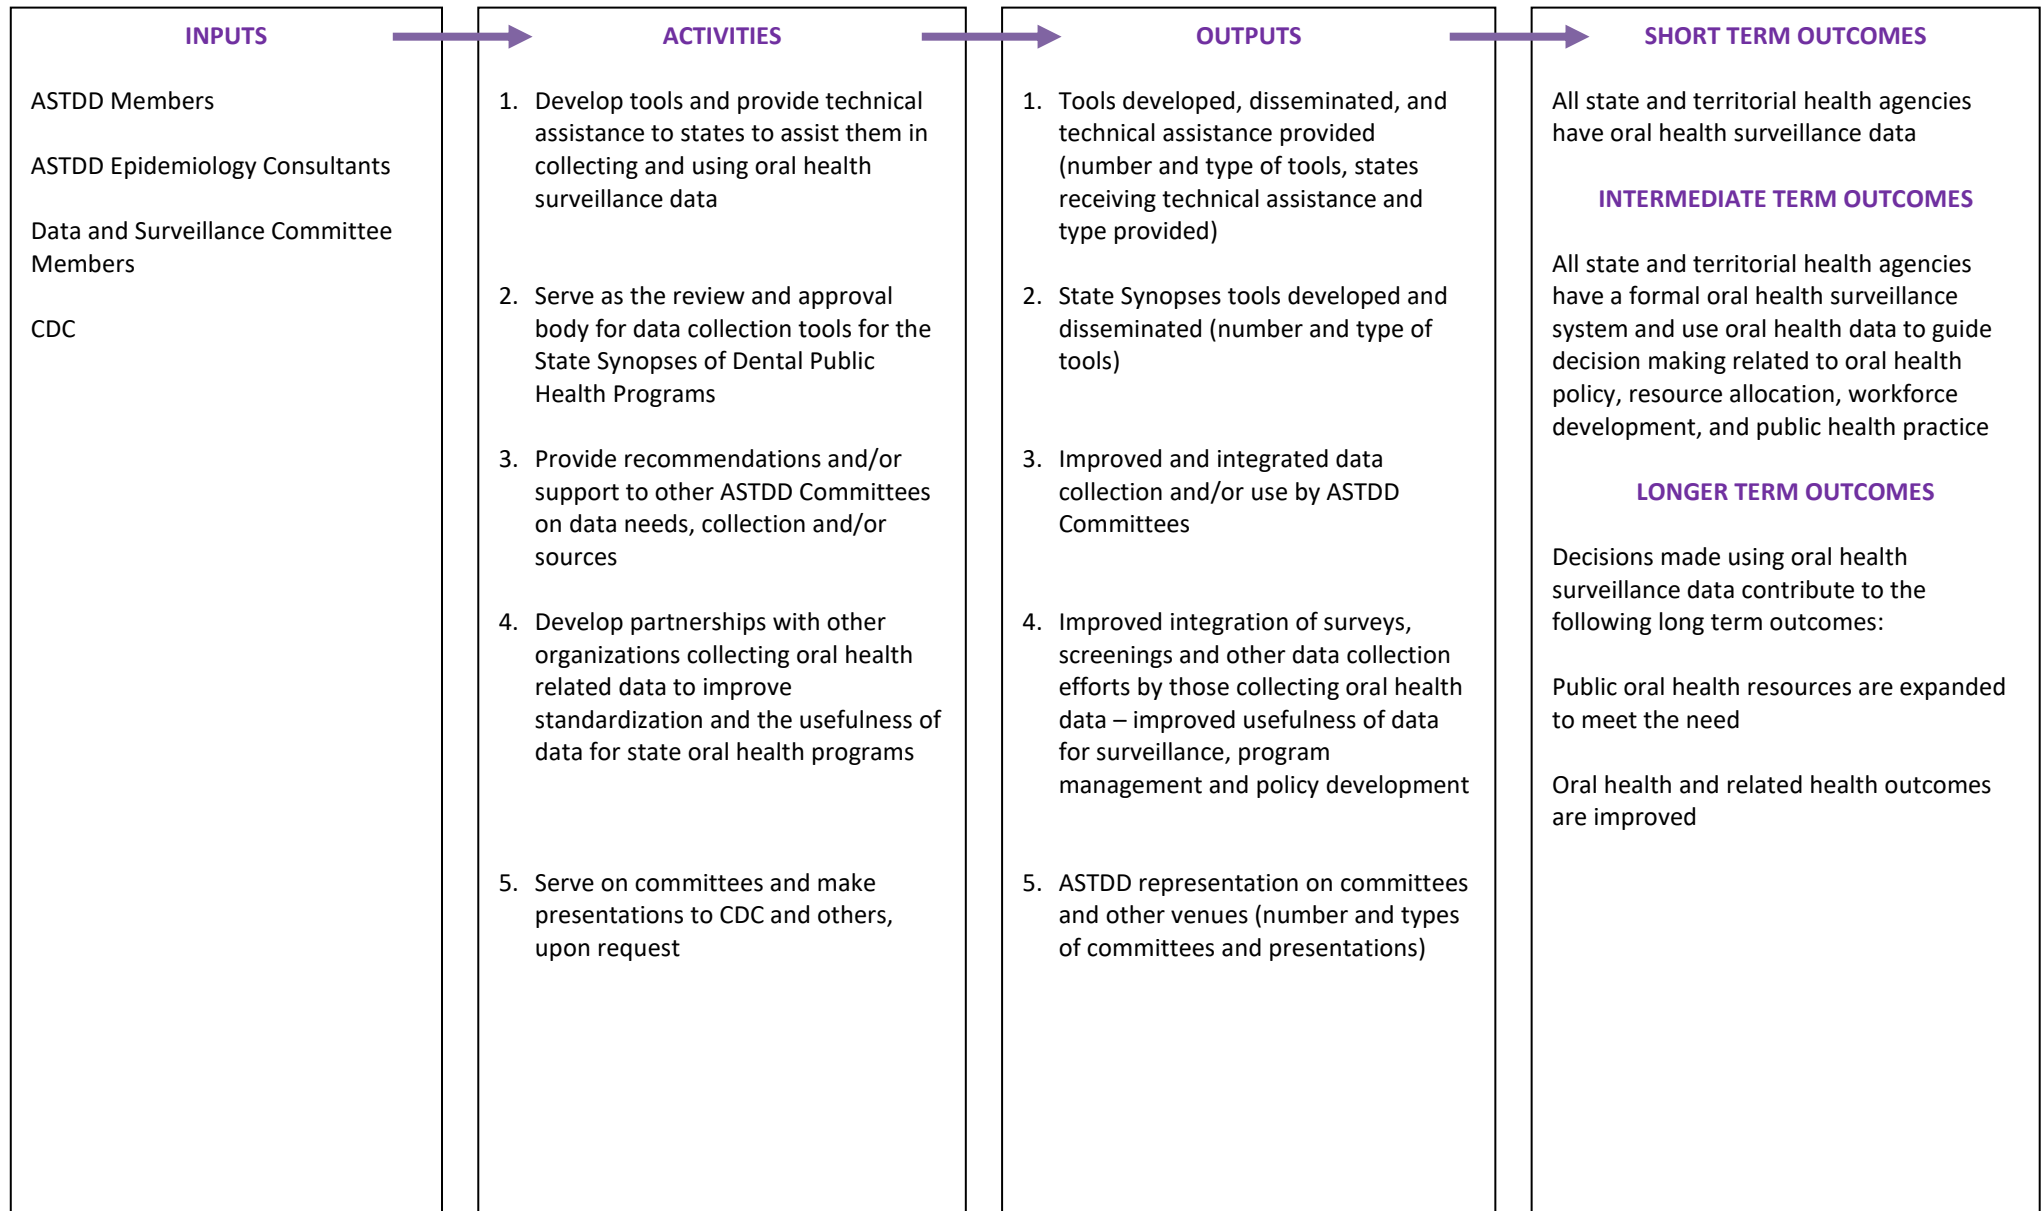 INPUTS
ASTDD Members
ASTDD Epidemiology Consultants
Data and Surveillance Committee
Members
CDC
ACTIVITIES
1. Develop tools and provide technical
assistance to states to assist them in
collecting and using oral health
surveillance data
2. Serve as the review and approval
body for data collection tools for the
State Synopses of Dental Public
Health Programs
3. Provide recommendations and/or
support to other ASTDD Committees
on data needs, collection and/or
sources
4. Develop partnerships with other
organizations collecting oral health
related data to improve
standardization and the usefulness of
data for state oral health programs
5. Serve on committees and make
presentations to CDC and others,
upon request
OUTPUTS
1. Tools developed, disseminated, and
technical assistance provided
(number and type of tools, states
receiving technical assistance and
type provided)
2. State Synopses tools developed and
disseminated (number and type of
tools)
3. Improved and integrated data
collection and/or use by ASTDD
Committees
4. Improved integration of surveys,
screenings and other data collection
efforts by those collecting oral health
data – improved usefulness of data
for surveillance, program
management and policy development
5. ASTDD representation on committees
and other venues (number and types
of committees and presentations)
SHORT TERM OUTCOMES
All state and territorial health agencies
have oral health surveillance data
INTERMEDIATE TERM OUTCOMES
All state and territorial health agencies
have a formal oral health surveillance
system and use oral health data to guide
decision making related to oral health
policy, resource allocation, workforce
development, and public health practice
LONGER TERM OUTCOMES
Decisions made using oral health
surveillance data contribute to the
following long term outcomes:
Public oral health resources are expanded
to meet the need
Oral health and related health outcomes
are improved